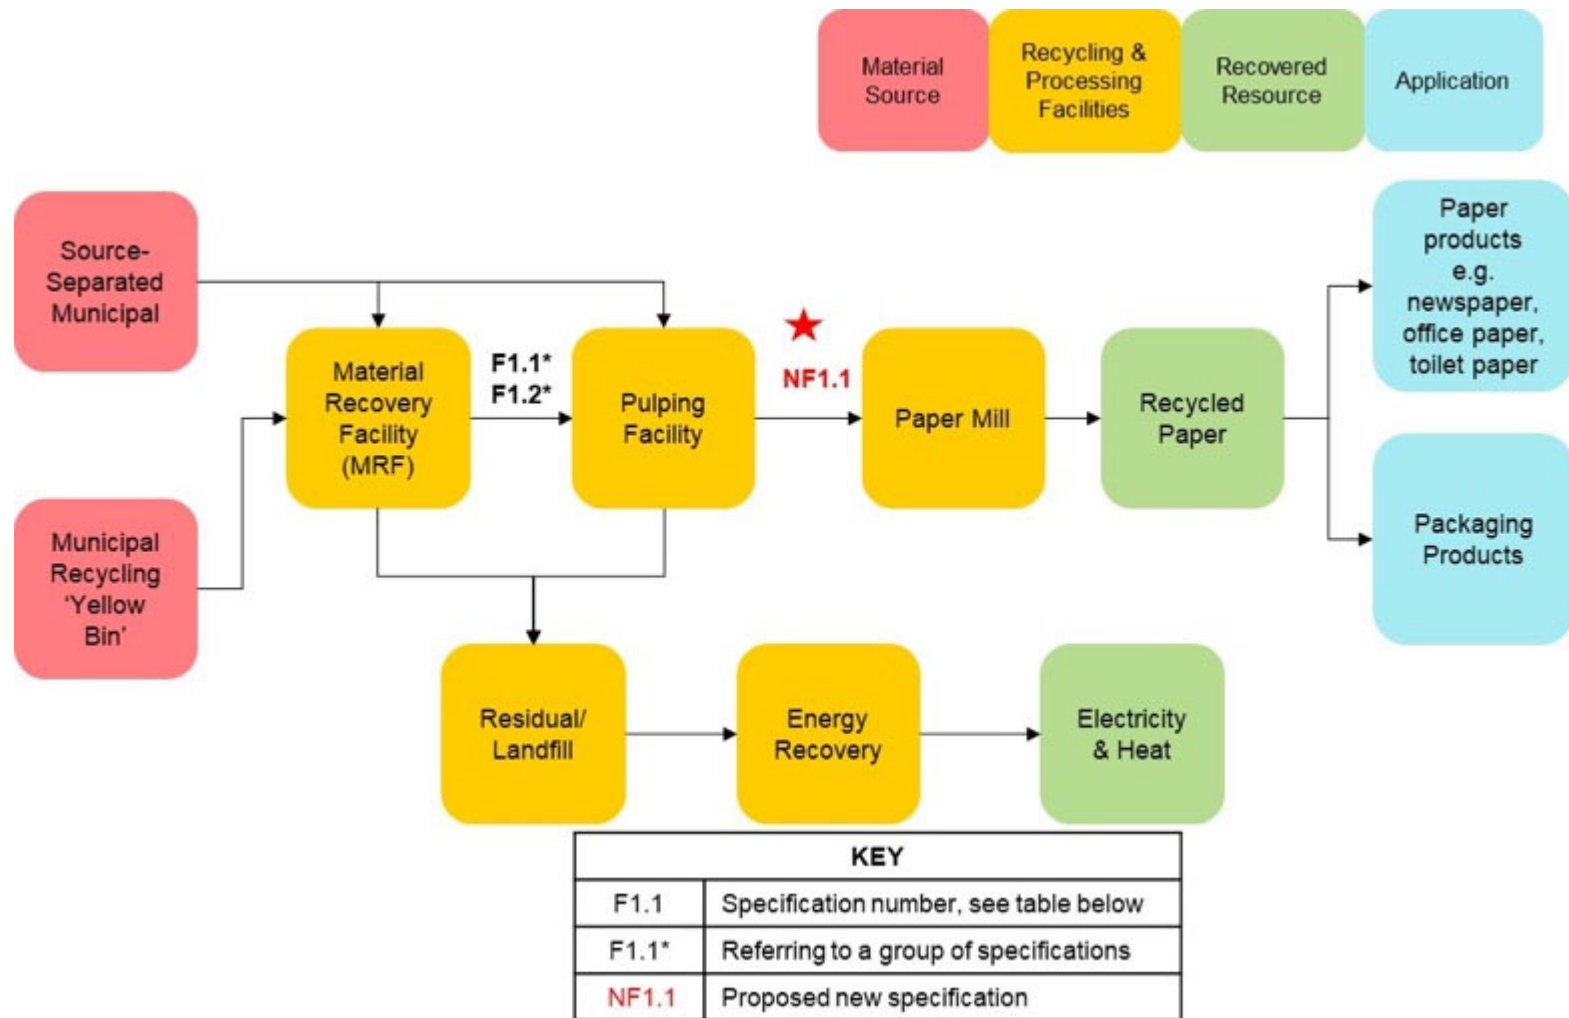 Material
Source
Recycling &
Processing
Facilities
Recovered
Resource
Application
Source-
Separated
Municipal
Municipal
Recycling
‘Yellow
Bin’
Material
Recovery
Facility
(MRF)
F1.1*
F1.2*
Pulping
Facility
NF1.1
Paper Mill
Recycled
Paper
Paper
products
e.g.
newspaper,
office paper,
toilet paper
Packaging
Products
Residual/
Landfill
Energy
Recovery
Electricity
& Heat
KEY
F1.1 Specification number, see table below
F1.1* Referring to a group of specifications
NF1.1 Proposed new specification